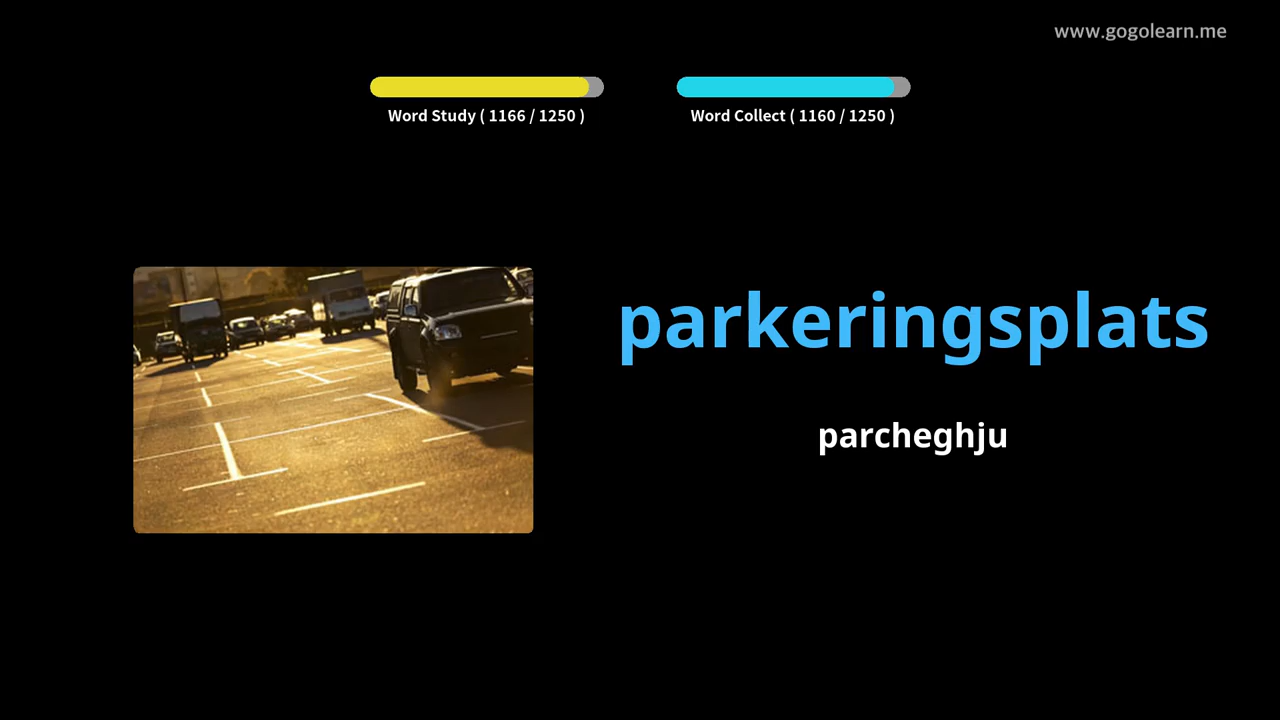 www.gogolearn.me
Word Study ( 1166 / 1250 )
Word Collect ( 1160 / 1250 )
parkeringsplats
parcheghju